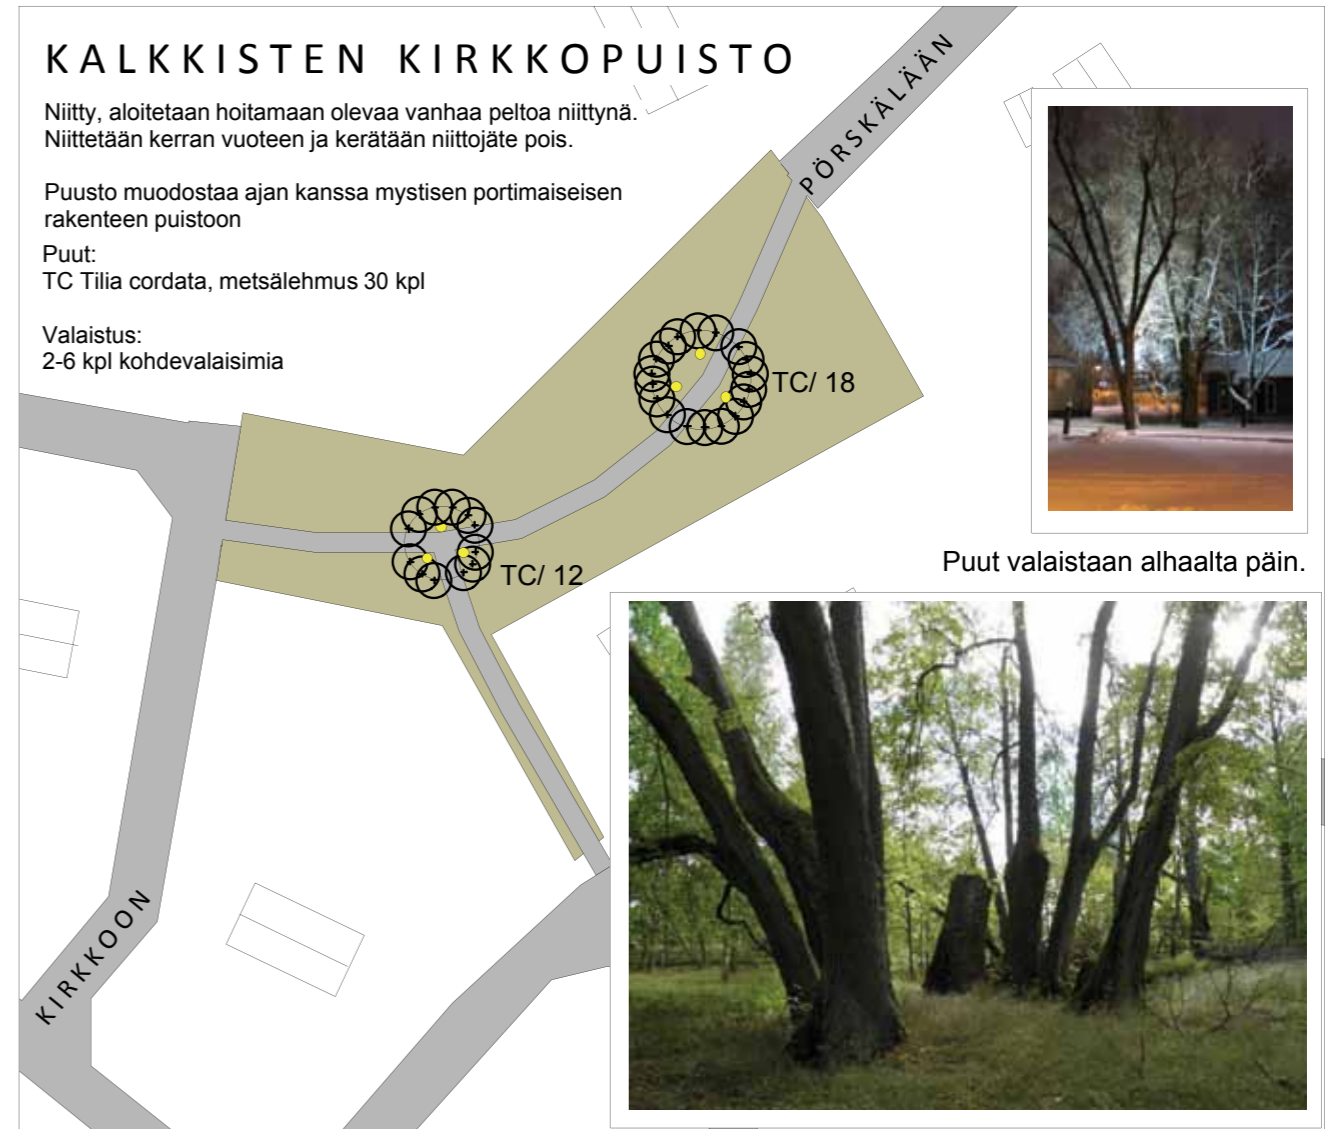 KALKKISTEN KIRKKOPUISTO
Niitty, aloitetaan hoitamaan olevaa vanhaa peltoa niittynä.
Niittetään kerran vuoteen ja kerätään niittojäte pois.
Puusto muodostaa ajan kanssa mystisen portimaiseisen
rakenteen puistoon
Puut:
TC Tilia cordata, metsälehmus 30 kpl
Valaistus:
2-6 kpl kohdevalaisimia
PÖRSKÄLÄÄN
TC/ 18
TC/ 12
Puut valaistaan alhaalta päin.
KIRKKOON